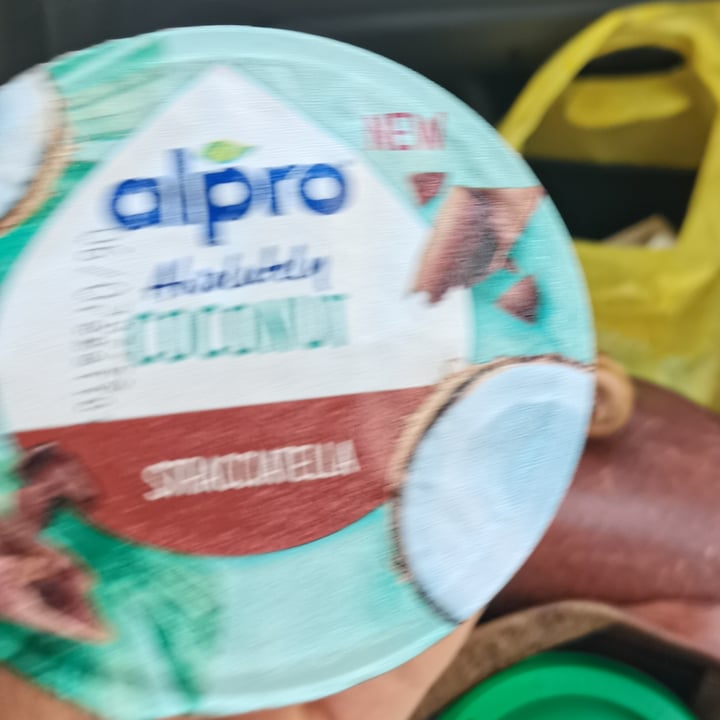 NEW
alpro
Absolutely
COCONUT
STRACCIATELLA